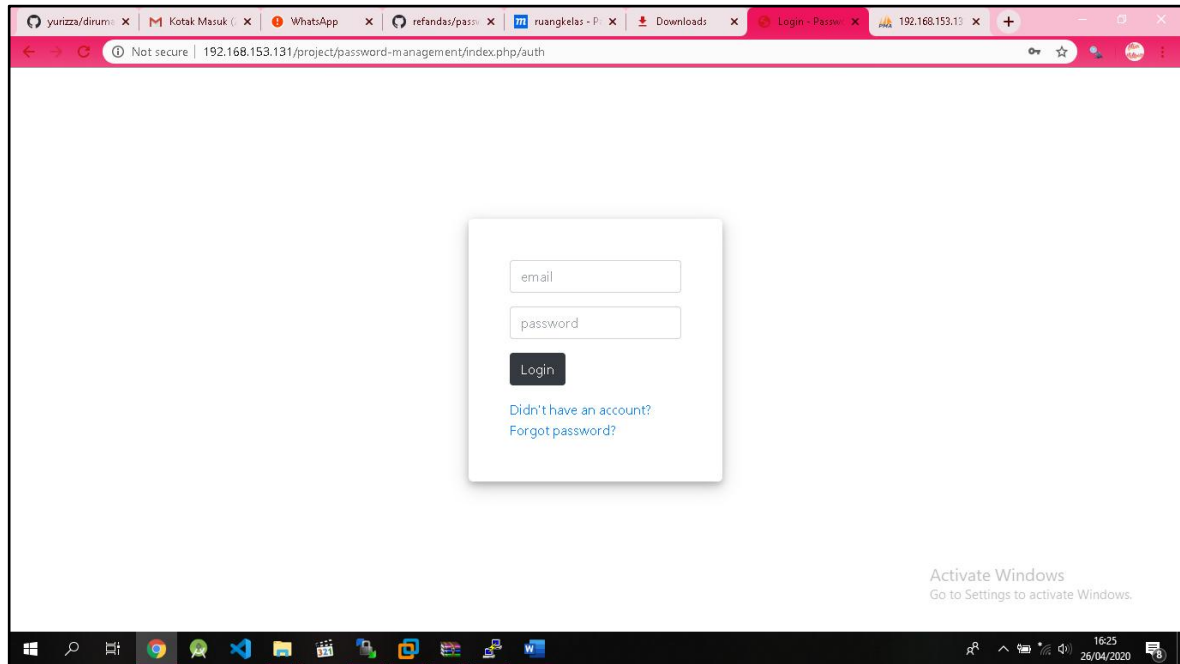 yurizza/diruma
Kotak Masuk (
WhatsApp
refandas/passw
ruangkelas - P
Downloads
Login - Passwo
192.168.153.13
Not secure | 192.168.153.131/project/password-management/index.php/auth
email
password
Login
Didn't have an account?
Forgot password?
Activate Windows
Go to Settings to activate Windows.
16:25
26/04/2020